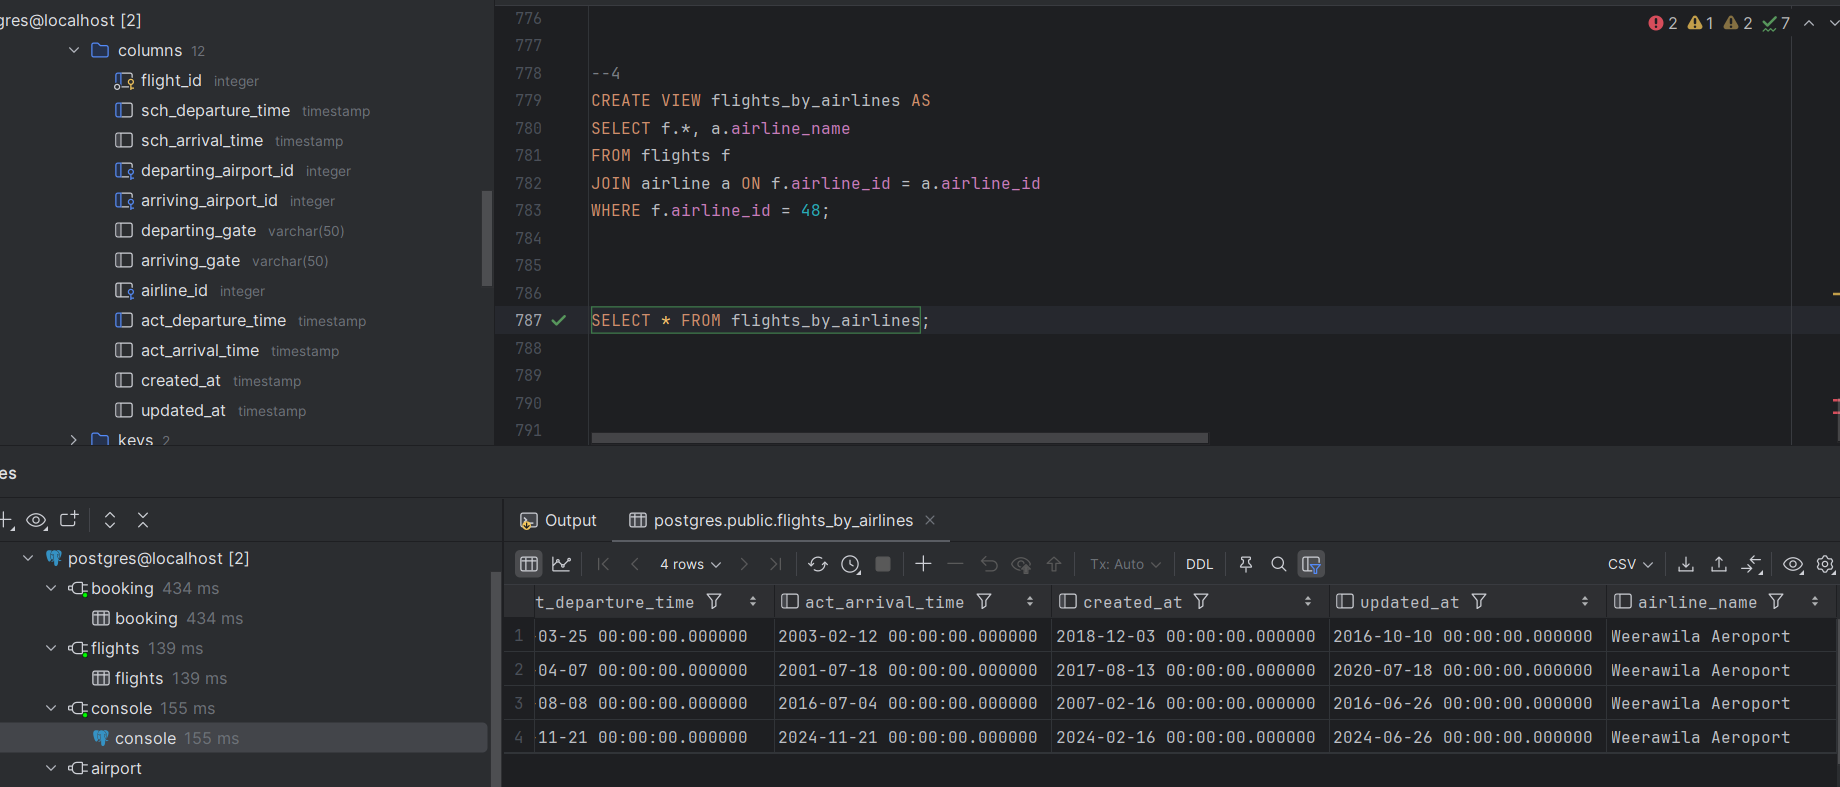 gres@localhost [2]
columns 12
flight_id integer
sch_departure_time timestamp
sch_arrival_time timestamp
departing_airport_id integer
arriving_airport_id integer
departing_gate varchar(50)
arriving_gate varchar(50)
airline_id integer
act_departure_time timestamp
act_arrival_time timestamp
created_at timestamp
updated_at timestamp
keys 2
2 1 2 7
776
777
778 --4
779 CREATE VIEW flights_by_airlines AS
780 SELECT f.*, a.airline_name
781 FROM flights f
782 JOIN airline a ON f.airline_id = a.airline_id
783 WHERE f.airline_id = 48;
784
785
786
787 SELECT * FROM flights_by_airlines;
788
789
790
791
es
postgres@localhost [2]
booking 434 ms
booking 434 ms
flights 139 ms
flights 139 ms
console 155 ms
console 155 ms
airport
Output postgres.public.flights_by_airlines
4 rows Tx: Auto DDL CSV
t_departure_time act_arrival_time created_at updated_at airline_name
1 -03-25 00:00:00.000000 2003-02-12 00:00:00.000000 2018-12-03 00:00:00.000000 2016-10-10 00:00:00.000000 Weerawila Aeroport
2 -04-07 00:00:00.000000 2001-07-18 00:00:00.000000 2017-08-13 00:00:00.000000 2020-07-18 00:00:00.000000 Weerawila Aeroport
3 -08-08 00:00:00.000000 2016-07-04 00:00:00.000000 2007-02-16 00:00:00.000000 2016-06-26 00:00:00.000000 Weerawila Aeroport
4 -11-21 00:00:00.000000 2024-11-21 00:00:00.000000 2024-02-16 00:00:00.000000 2024-06-26 00:00:00.000000 Weerawila Aeroport